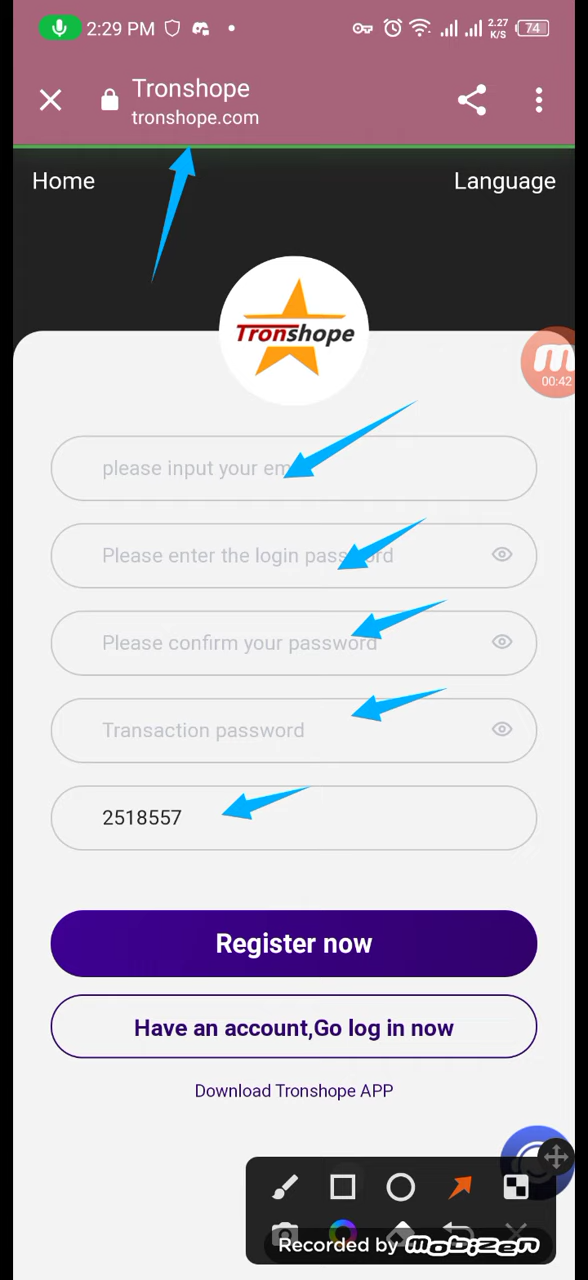 2:29 PM
2.27
K/S
74
Tronshope
tronshope.com
Home
Language
Tronshope
00:42
please input your em
Please enter the login password
Please confirm your password
Transaction password
2518557
Register now
Have an account,Go log in now
Download Tronshope APP
Recorded by mobizen